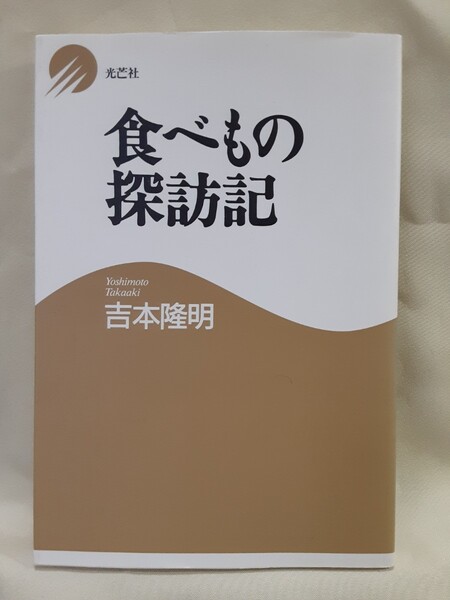 光芒社
食べもの
探訪記
Yoshimoto
Takaaki
吉本隆明